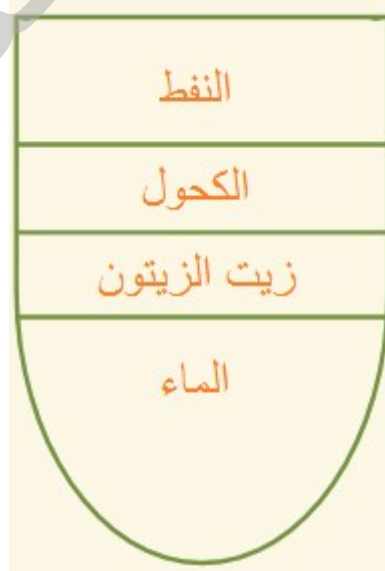 النفط
الكحول
زيت الزيتون
الماء